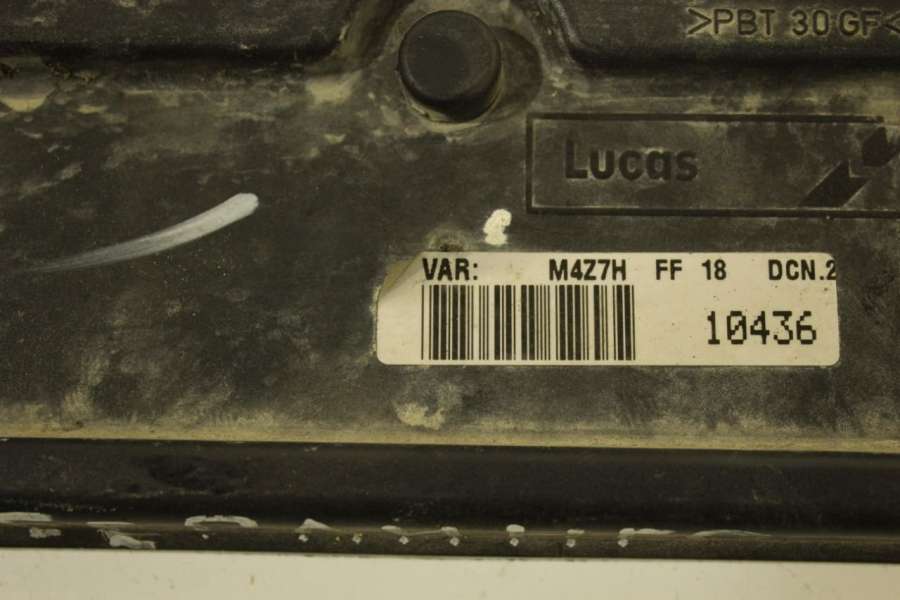 >PBT 30 GF<
Lucas
VAR: M4Z7H FF 18 DCN.2
10436